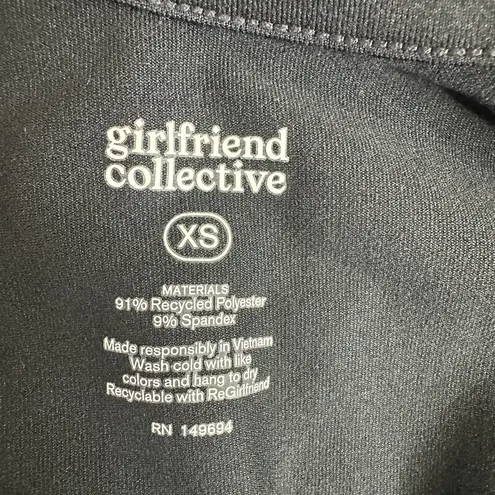 girlfriend
collective
XS
MATERIALS
91% Recycled Polyester
9% Spandex
Made responsibly in Vietnam
Wash cold with like
colors and hang to dry
Recyclable with ReGirlfriend
RN 149694